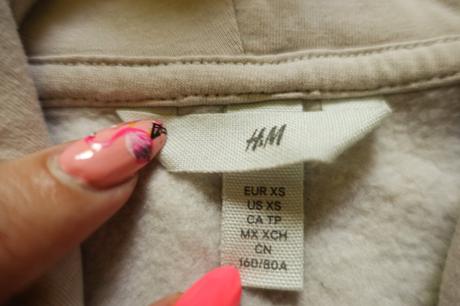 H&M
EUR XS
US XS
CA TP
MX XCH
CN
160/80A